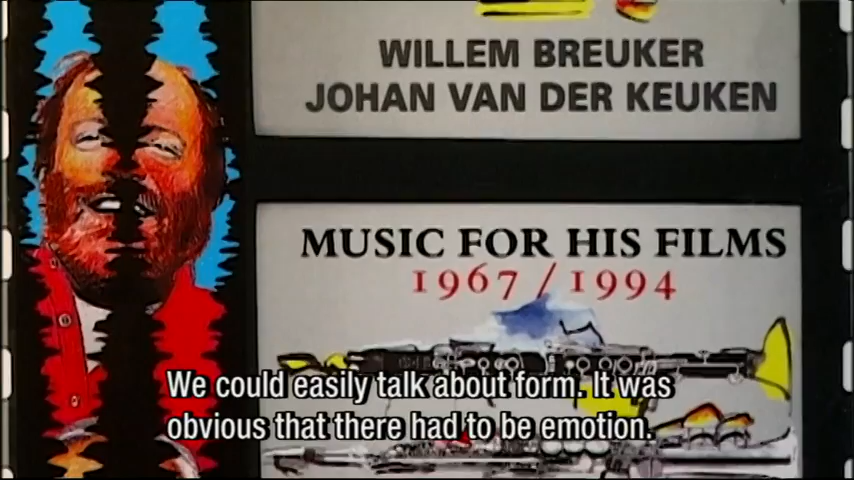 WILLEM BREUKER
JOHAN VAN DER KEUKEN
MUSIC FOR HIS FILMS
1967/1994
We could easily talk about form. It was
obvious that there had to be emotion.